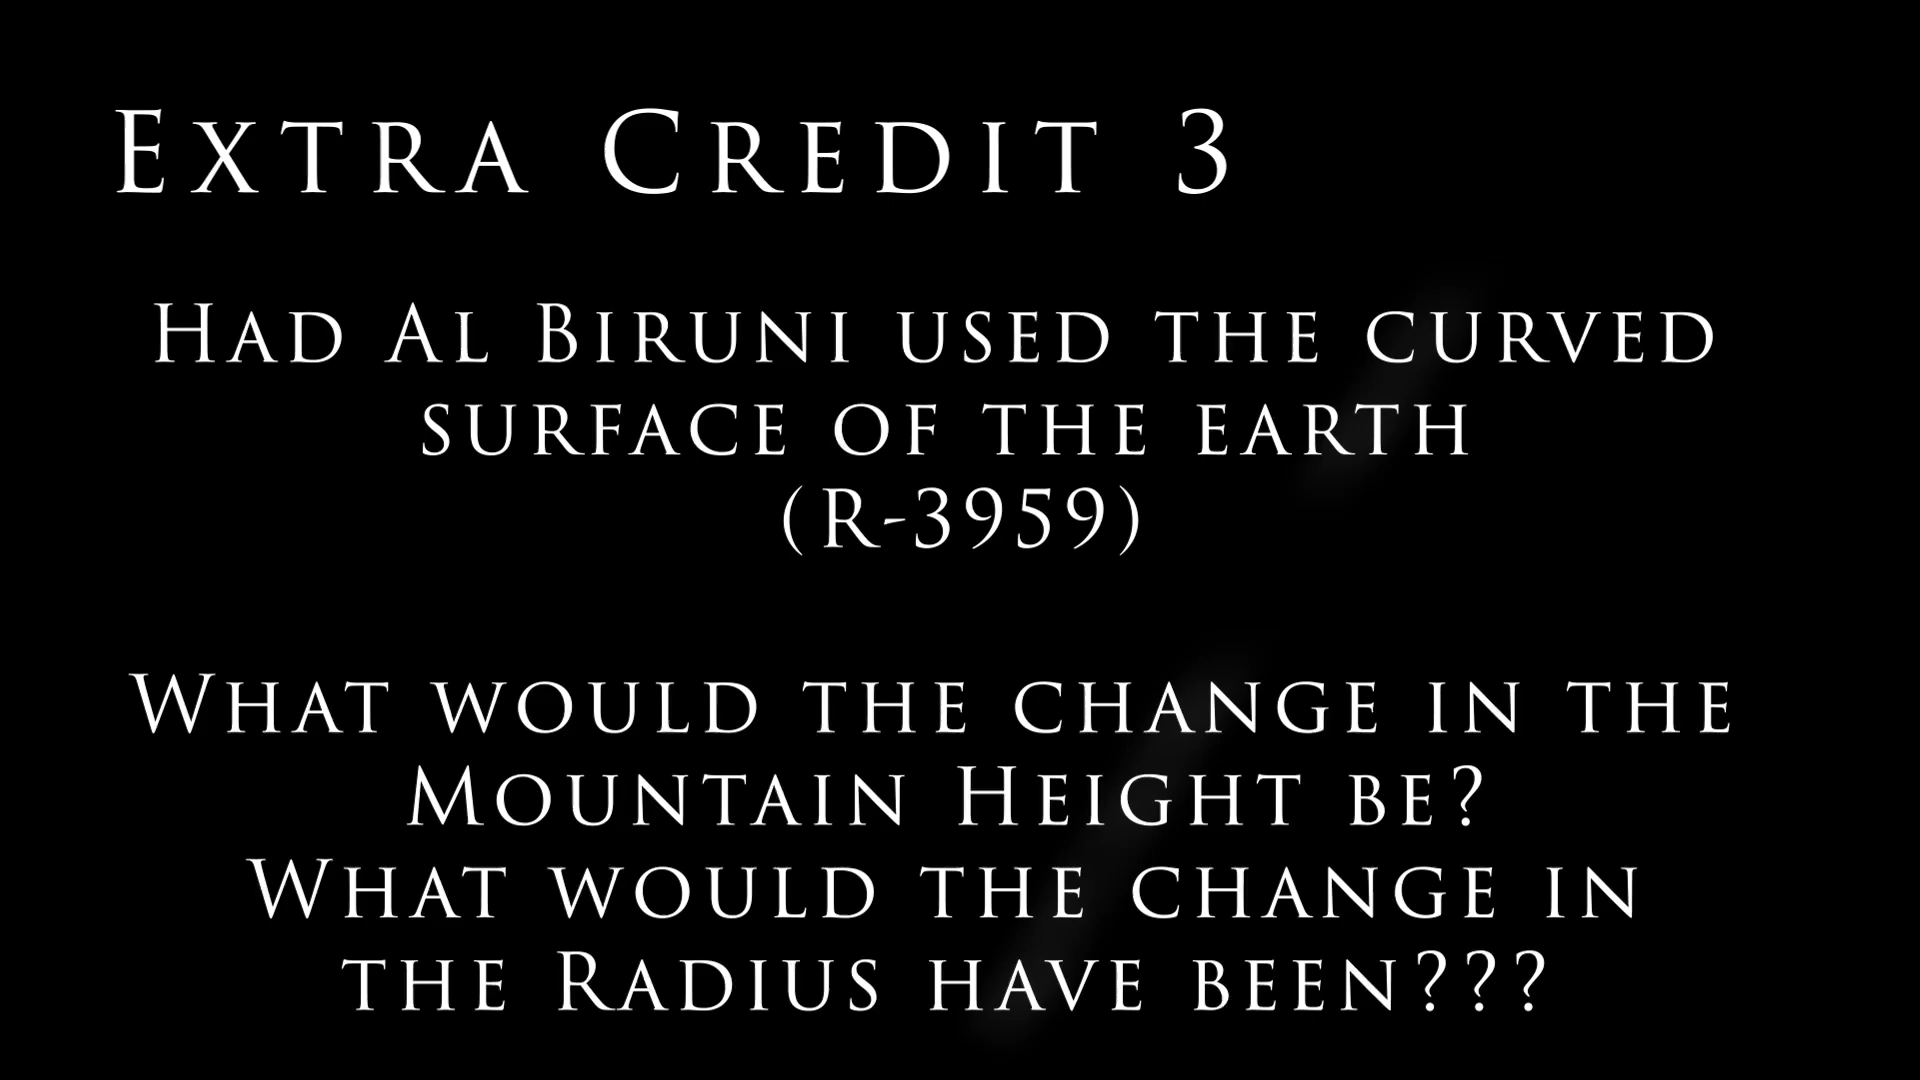 Extra Credit 3
Had Al Biruni used the curved
surface of the earth
(R-3959)
What would the change in the
Mountain Height be?
What would the change in
the Radius have been???